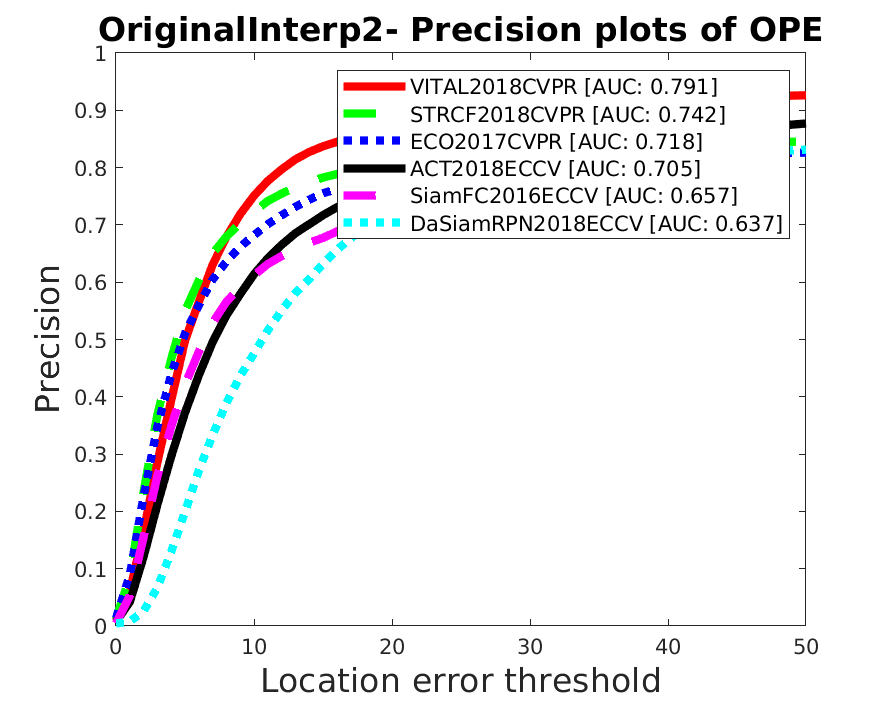 OriginalInterp2- Precision plots of OPE
1
0.9
0.8
0.7
0.6
0.5
0.4
0.3
0.2
0.1
0
Precision
VITAL2018CVPR [AUC: 0.791]
STRCF2018CVPR [AUC: 0.742]
ECO2017CVPR [AUC: 0.718]
ACT2018ECCV [AUC: 0.705]
SiamFC2016ECCV [AUC: 0.657]
DaSiamRPN2018ECCV [AUC: 0.637]
0 10 20 30 40 50
Location error threshold